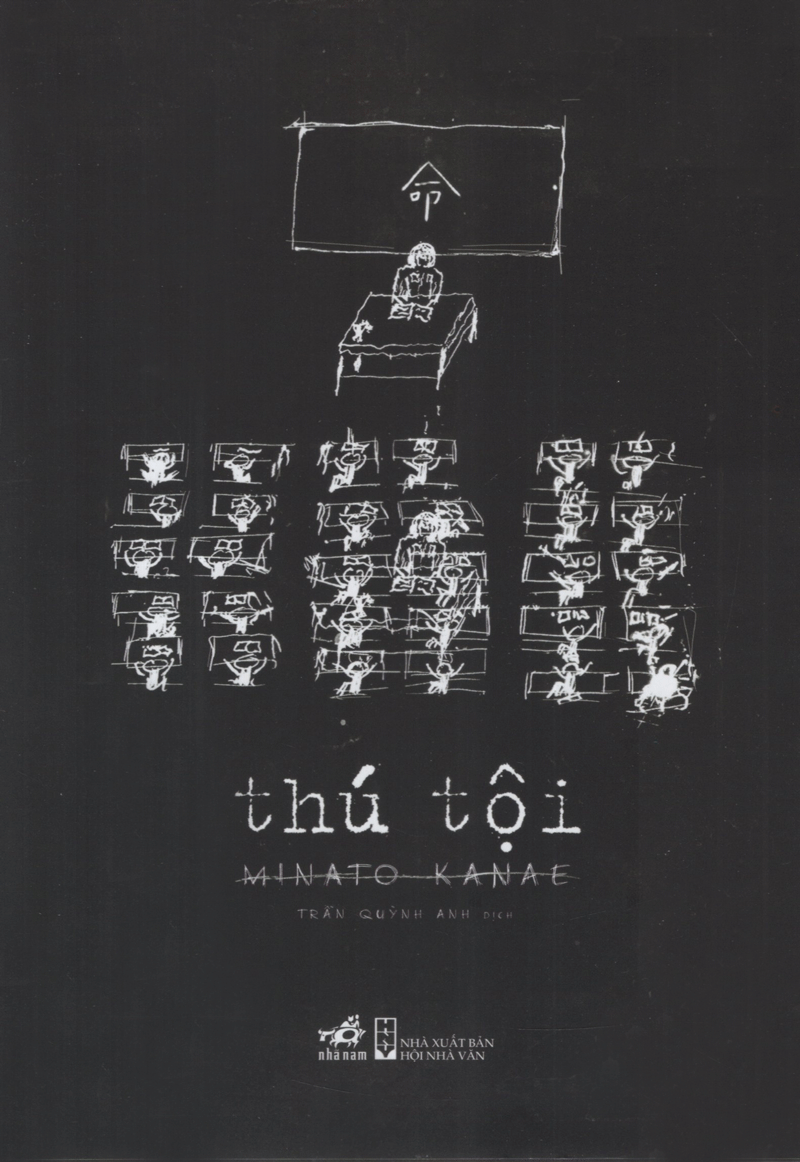 命
thú tội
MINATO KANAE
TRẦN QUỲNH ANH DỊCH
nhã nam
NHÀ XUẤT BẢN
HỘI NHÀ VĂN